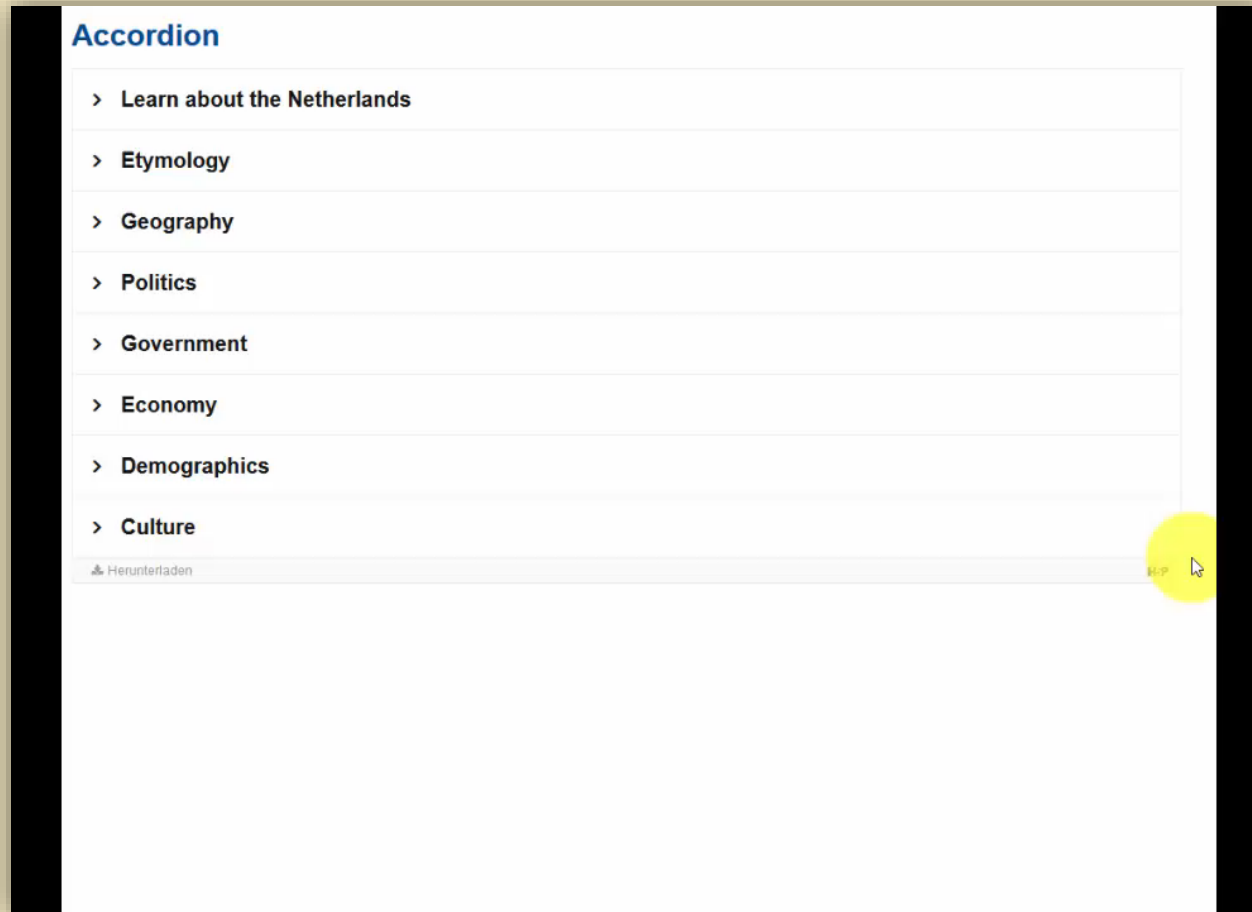 Accordion
Learn about the Netherlands
Etymology
Geography
Politics
Government
Economy
Demographics
Culture
Herunterladen
H-P